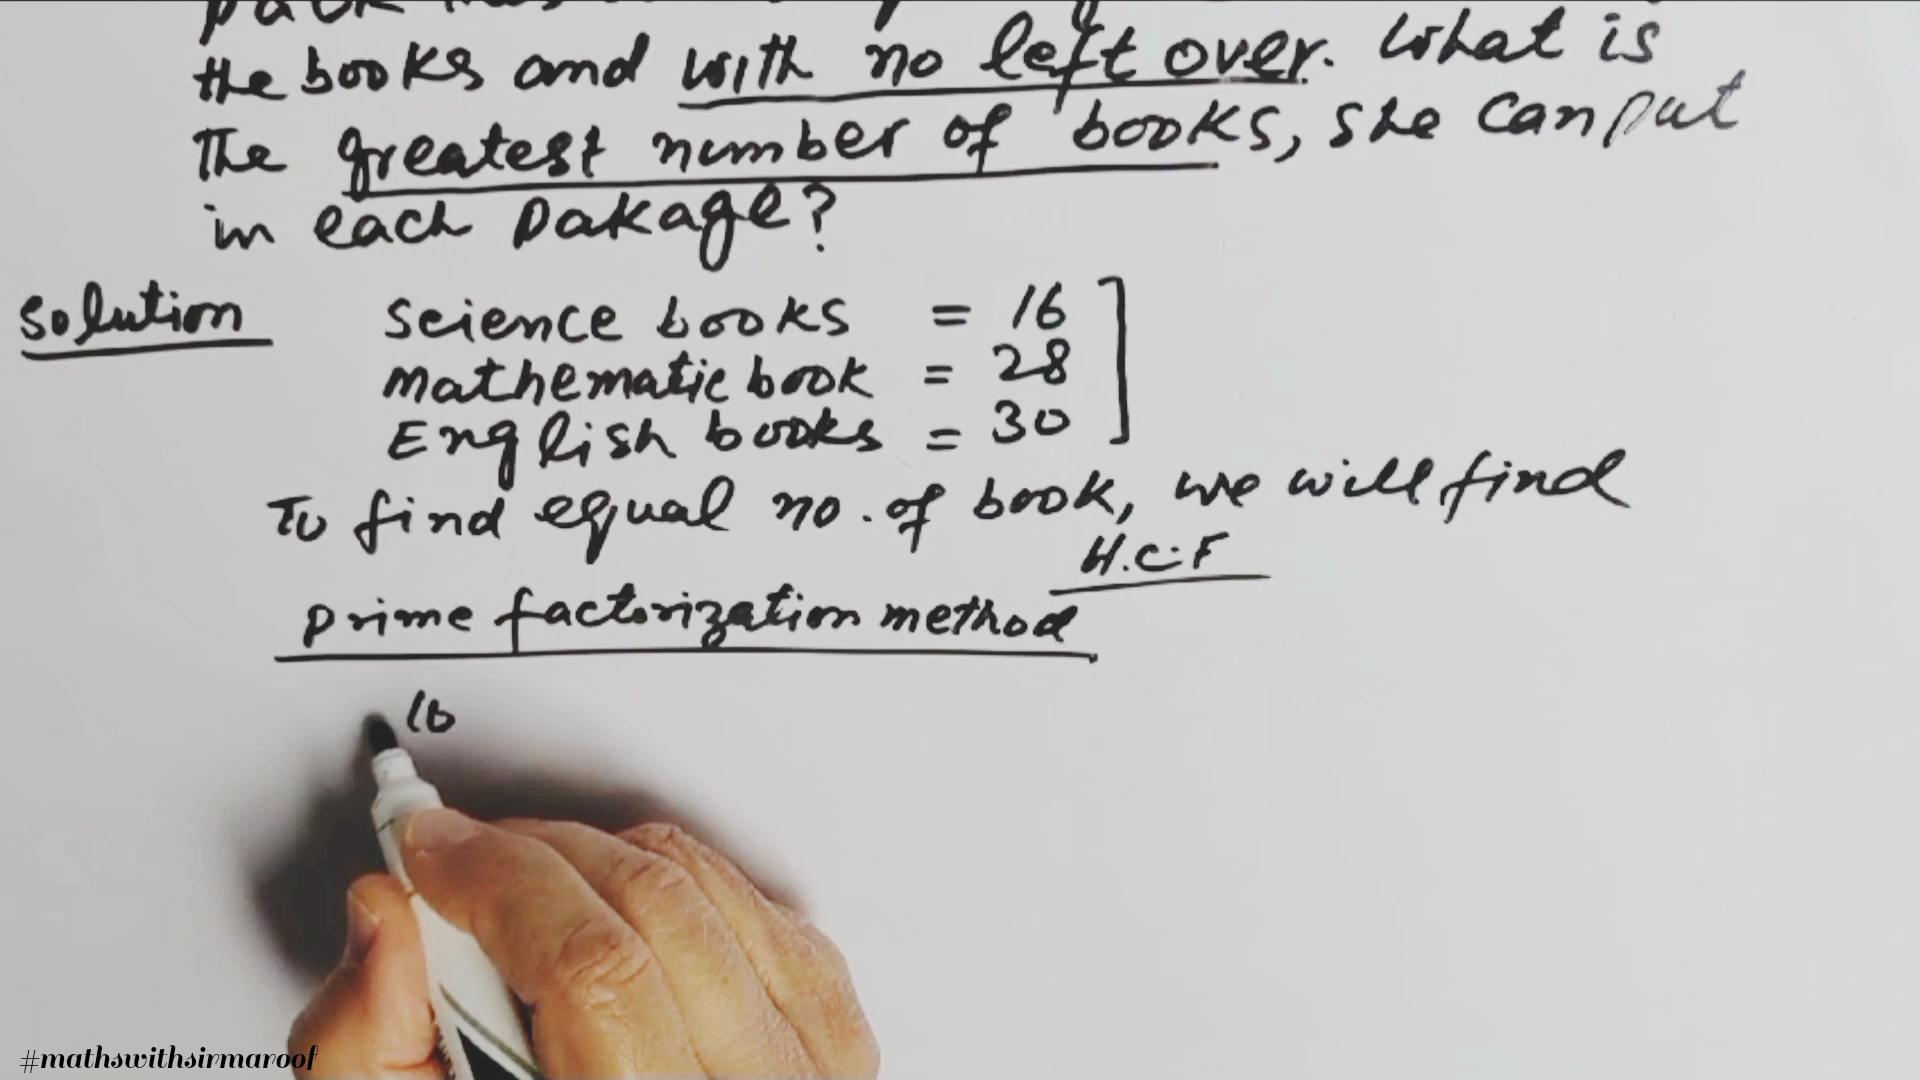 the books and with no left over. What is
the greatest number of books, she can put
in each pakage?
Solution
Science books = 16
Mathematic book = 28
English books = 30
To find equal no. of book, we will find
H.C.F
prime factorization method
16
#mathswithsirmaroof